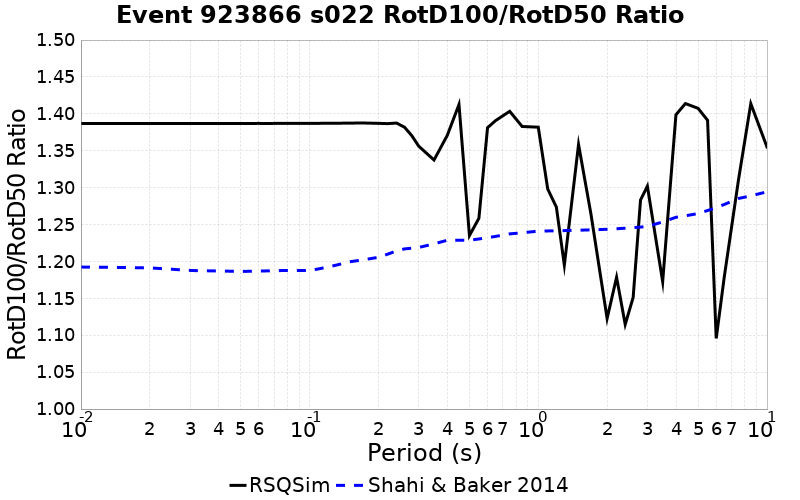 Event 923866 s022 RotD100/RotD50 Ratio
RotD100/RotD50 Ratio
1.50
1.45
1.40
1.35
1.30
1.25
1.20
1.15
1.10
1.05
1.00
10-2 2 3 4 5 6 10-1 2 3 4 5 6 7 100 2 3 4 5 6 7 101
Period (s)
RSQSim Shahi & Baker 2014